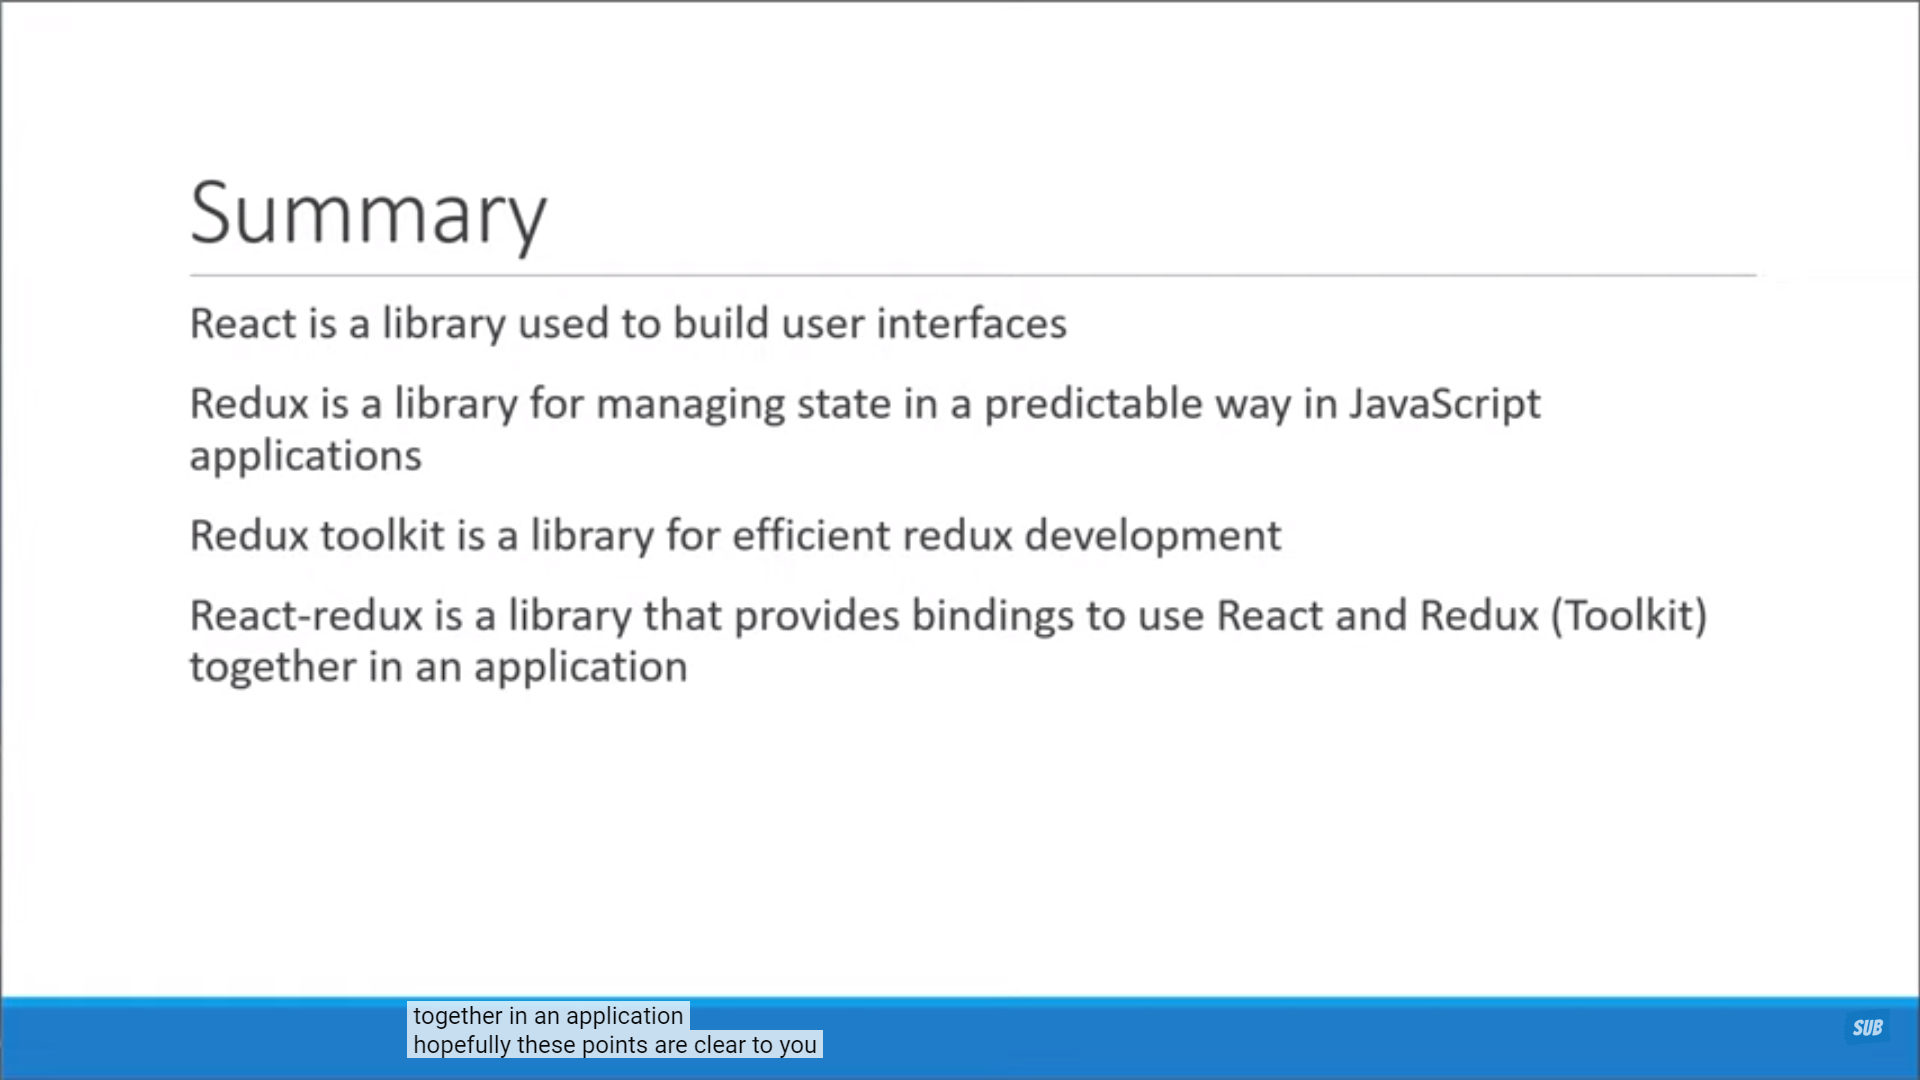 Summary
React is a library used to build user interfaces
Redux is a library for managing state in a predictable way in JavaScript
applications
Redux toolkit is a library for efficient redux development
React-redux is a library that provides bindings to use React and Redux (Toolkit)
together in an application
together in an application
hopefully these points are clear to you
SUB